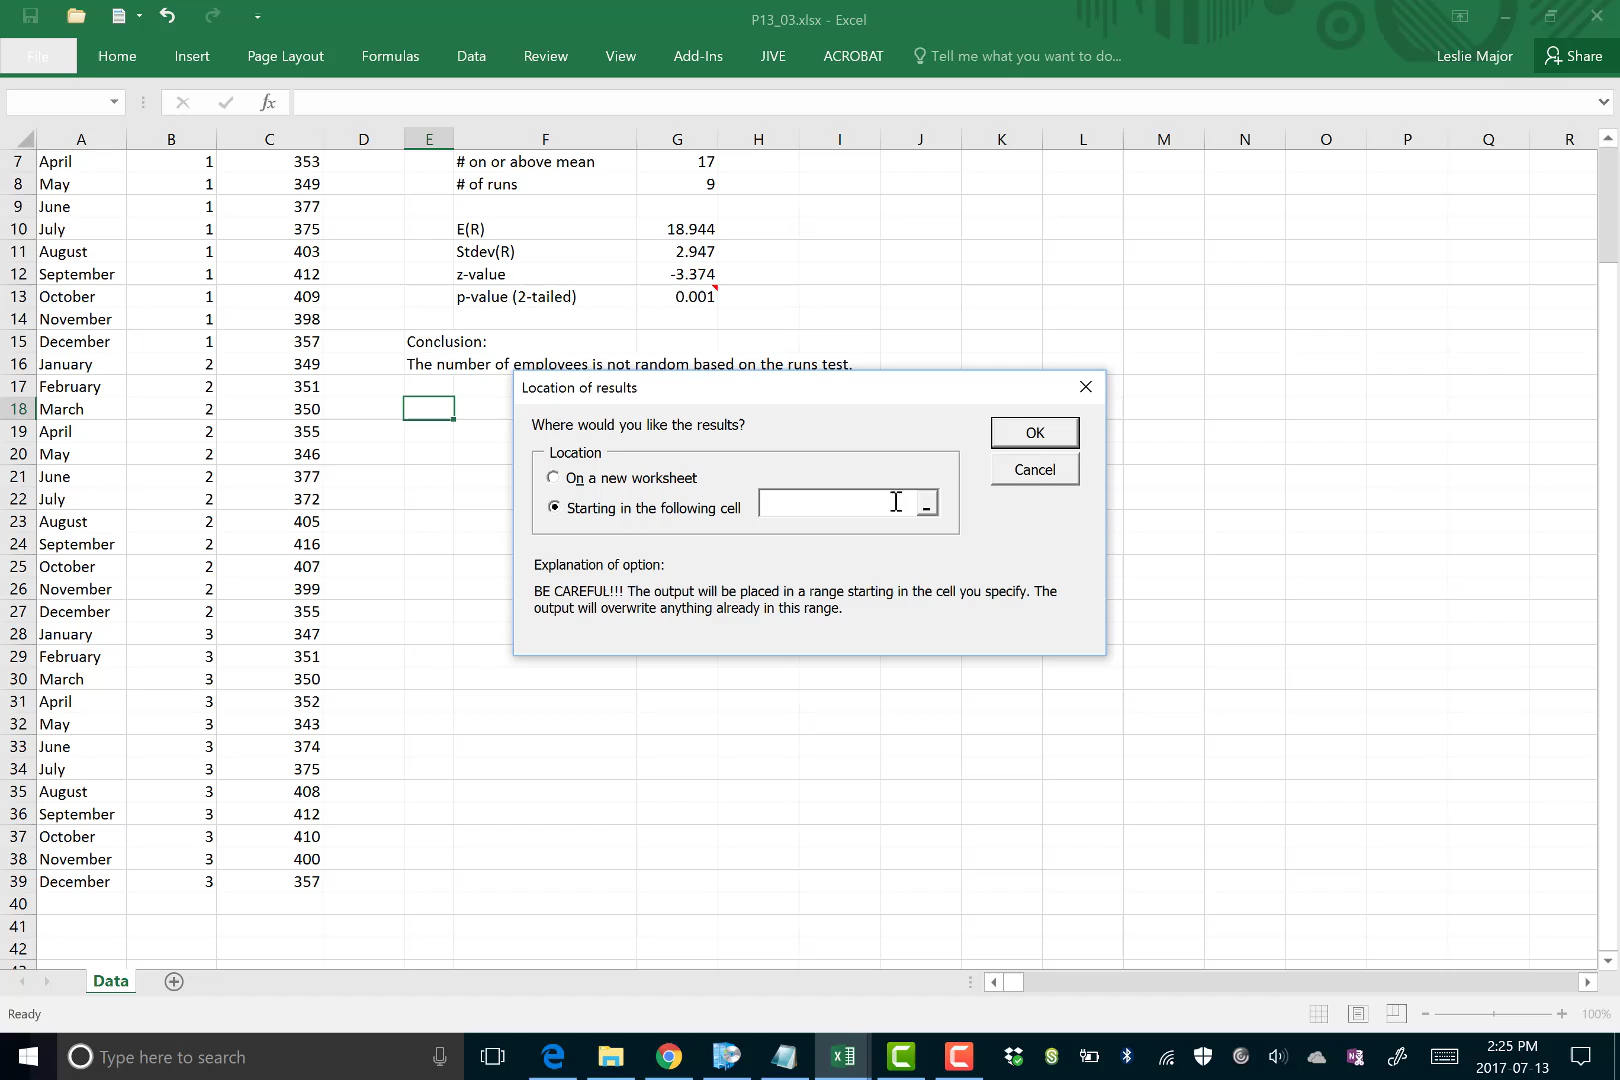 P13_03.xlsx - Excel
File Home Insert Page Layout Formulas Data Review View Add-Ins JIVE ACROBAT Tell me what you want to do... Leslie Major Share
fx
A B C D E F G H I J K L M N O P Q R
7 April 1 353 # on or above mean 17
8 May 1 349 # of runs 9
9 June 1 377
10 July 1 375 E(R) 18.944
11 August 1 403 Stdev(R) 2.947
12 September 1 412 z-value -3.374
13 October 1 409 p-value (2-tailed) 0.001
14 November 1 398
15 December 1 357 Conclusion:
16 January 2 349 The number of employees is not random based on the runs test.
17 February 2 351
18 March 2 350
19 April 2 355
20 May 2 346
21 June 2 377
22 July 2 372
23 August 2 405
24 September 2 416
25 October 2 407
26 November 2 399
27 December 2 355
28 January 3 347
29 February 3 351
30 March 3 350
31 April 3 352
32 May 3 343
33 June 3 374
34 July 3 375
35 August 3 408
36 September 3 412
37 October 3 410
38 November 3 400
39 December 3 357
40
41
42
Location of results
Where would you like the results?
OK
Location
Cancel
On a new worksheet
Starting in the following cell
Explanation of option:
BE CAREFUL!!! The output will be placed in a range starting in the cell you specify. The
output will overwrite anything already in this range.
Data
Ready 100%
Type here to search
2:25 PM
2017-07-13